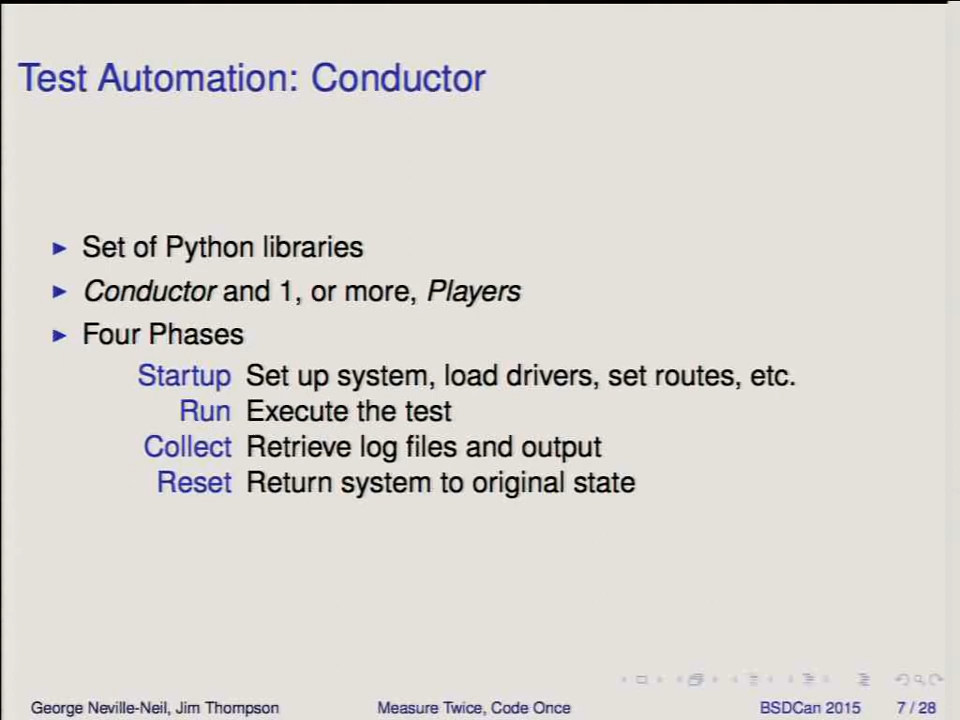 Test Automation: Conductor
Set of Python libraries
Conductor and 1, or more, Players
Four Phases
Startup Set up system, load drivers, set routes, etc.
Run Execute the test
Collect Retrieve log files and output
Reset Return system to original state
George Neville-Neil, Jim Thompson Measure Twice, Code Once BSDCan 2015 7 / 28